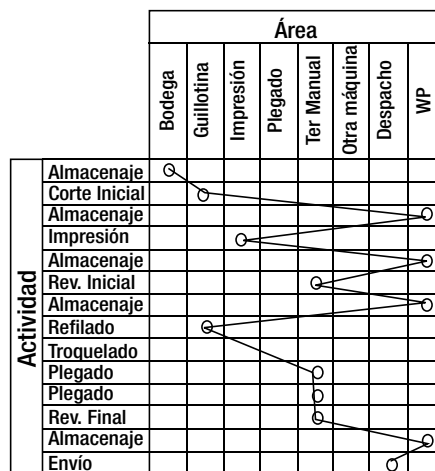 Área
Bodega
Guillotina
Impresión
Plegado
Ter Manual
Otra máquina
Despacho
WP
Actividad
Almacenaje
Corte Inicial
Almacenaje
Impresión
Almacenaje
Rev. Inicial
Almacenaje
Refilado
Troquelado
Plegado
Plegado
Rev. Final
Almacenaje
Envío